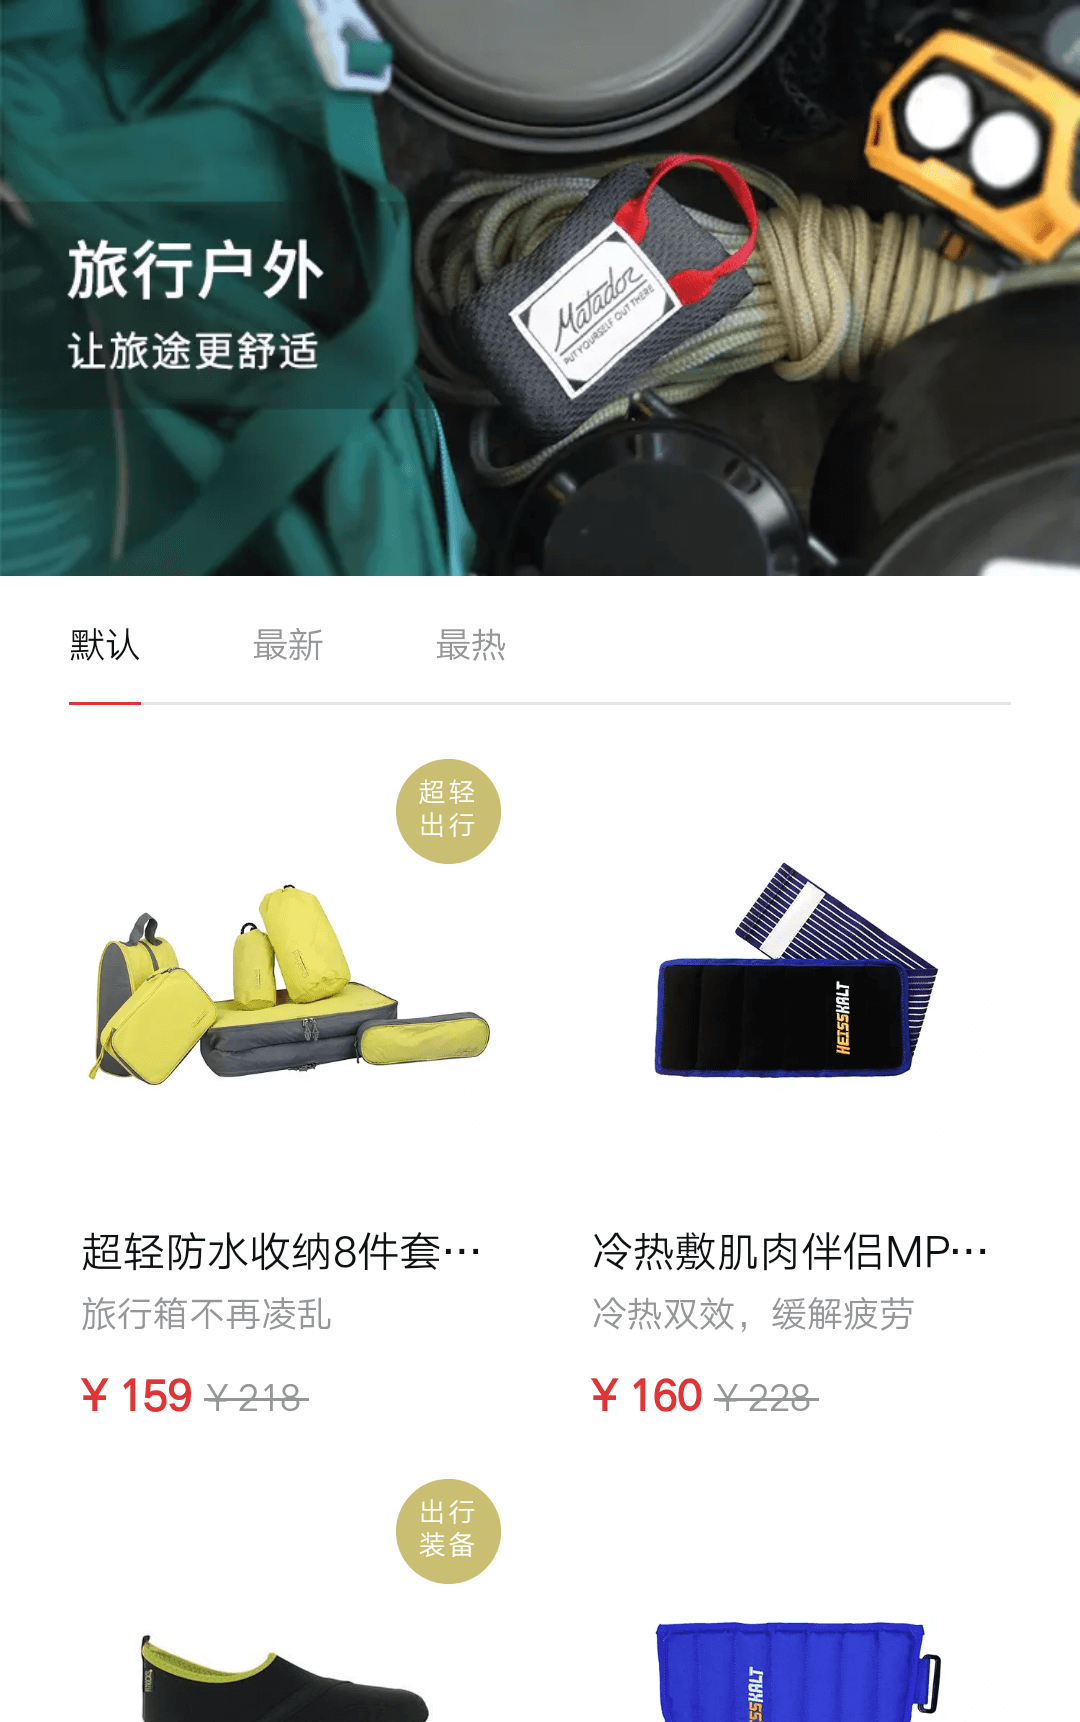 旅行户外
让旅途更舒适
Matador
PUT YOURSELF OUT THERE
默认
最新
最热
超轻
出行
HEISSKALT
超轻防水收纳8件套…
旅行箱不再凌乱
¥ 159 ¥ 218
冷热敷肌肉伴侣MP…
冷热双效，缓解疲劳
¥ 160 ¥ 228
出行
装备
SSKALT